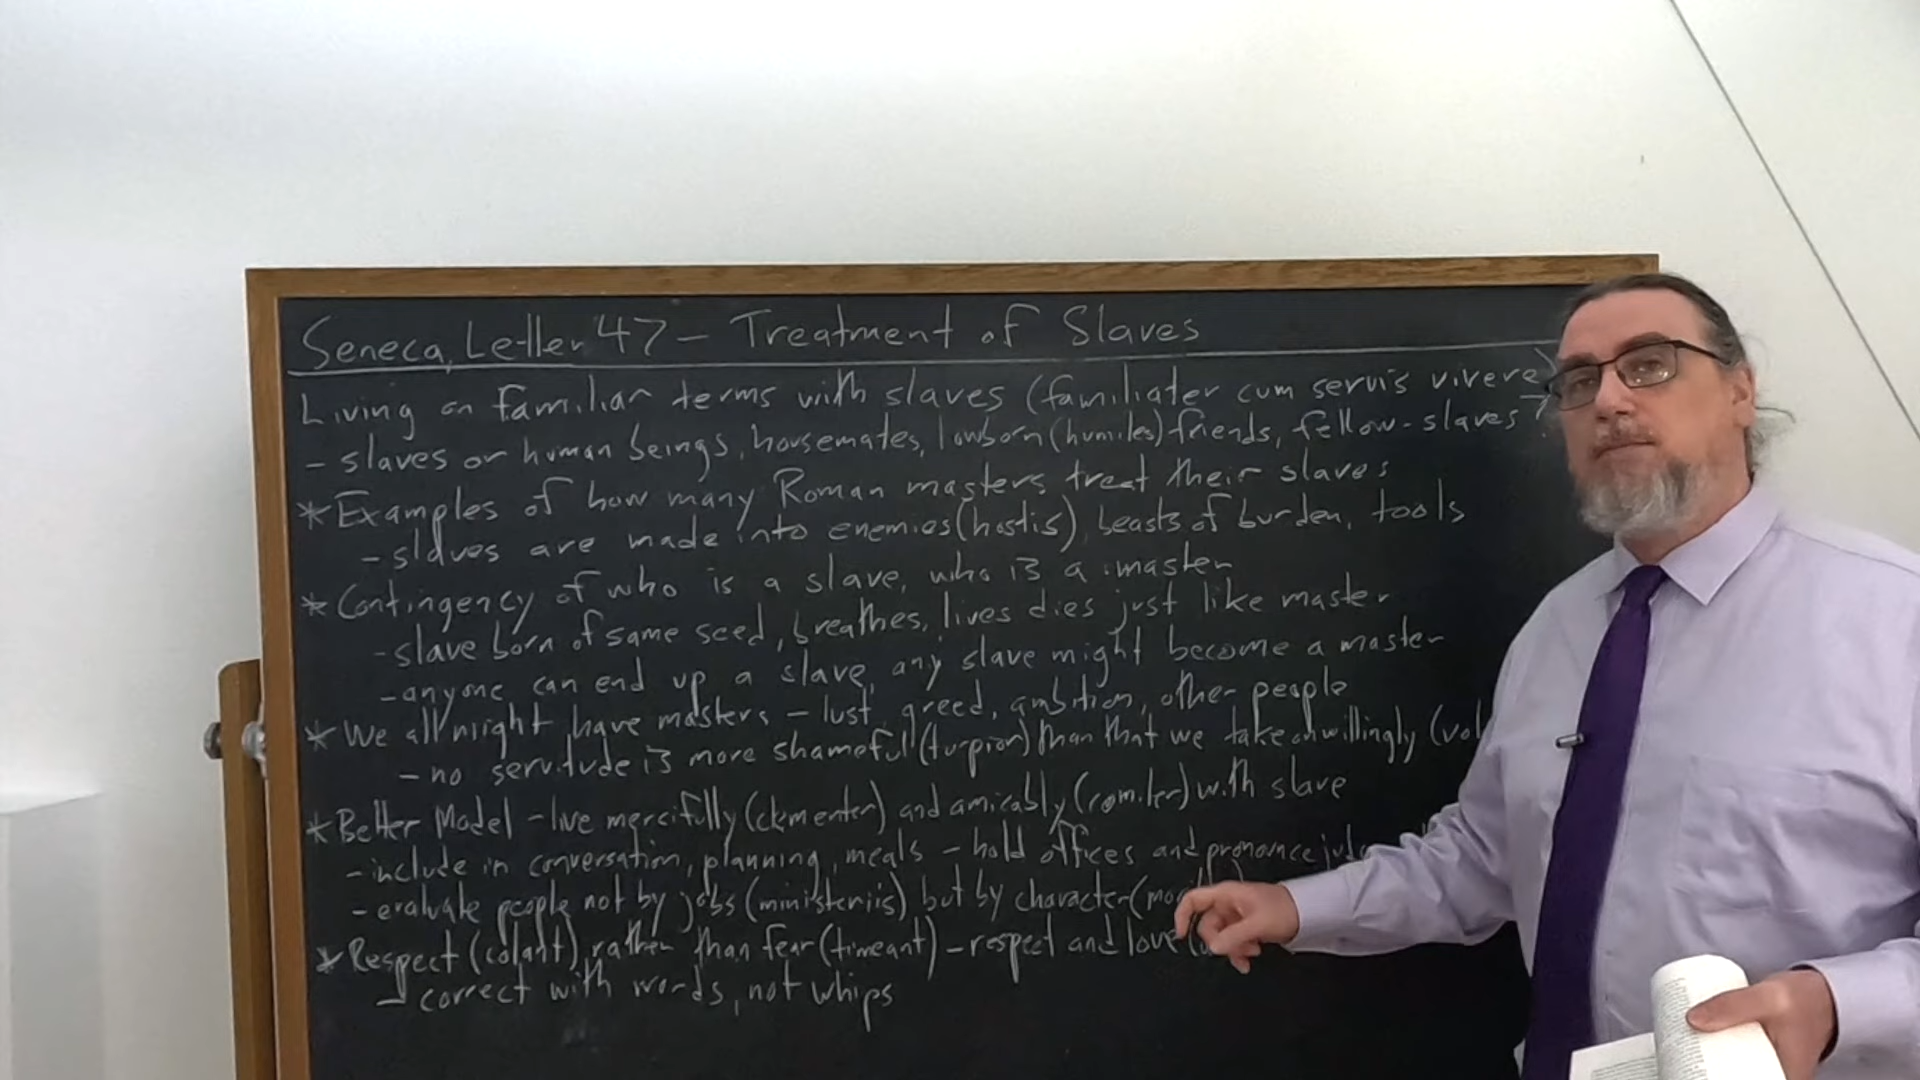 Seneca, Letter 47 - Treatment of Slaves
Living on familiar terms with slaves (familiater cum servis vivere)
- slaves or human beings, housemates, lowborn (humiles) friends, fellow-slaves?
* Examples of how many Roman masters treat their slaves
- slaves are made into enemies (hostis), beasts of burden, tools
* Contingency of who is a slave, who is a master
- slave born of same seed, breathes, lives dies just like master
- anyone can end up a slave, any slave might become a master
* We all might have masters - lust, greed, ambition, other people
- no servitude is more shameful (turpior) than that we take on willingly (vol
* Better Model - live mercifully (clementer) and amicably (comiter) with slave
- include in conversation, planning, meals - hold offices and pronounce
- evaluate people not by jobs (ministeriis) but by character
* Respect (colant) rather than fear (timeant) - respect and love
- correct with words, not whips